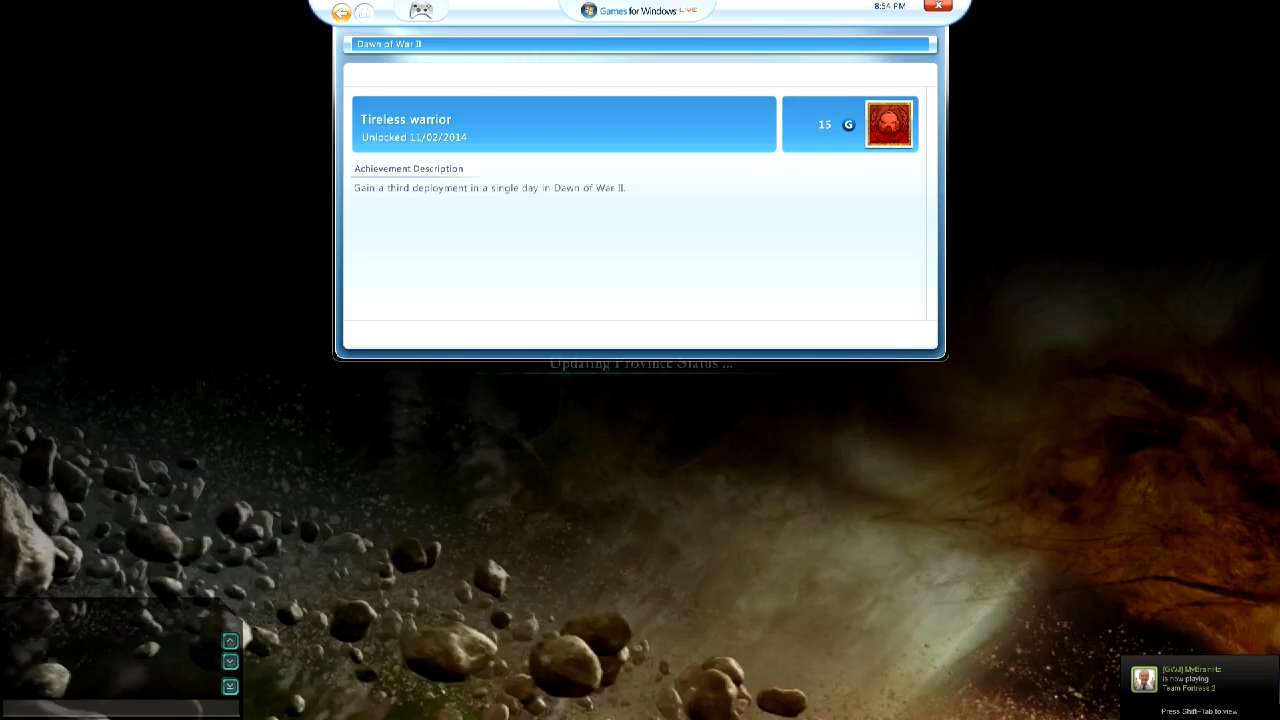 Games for Windows LIVE
8:54 PM
Dawn of War II
Tireless warrior
Unlocked 11/02/2014
15 G
Achievement Description
Gain a third deployment in a single day in Dawn of War II.
Updating Province Status ...
[GWJ] MyBrainHz
is now playing
Team Fortress 2
Press Shift-Tab to view